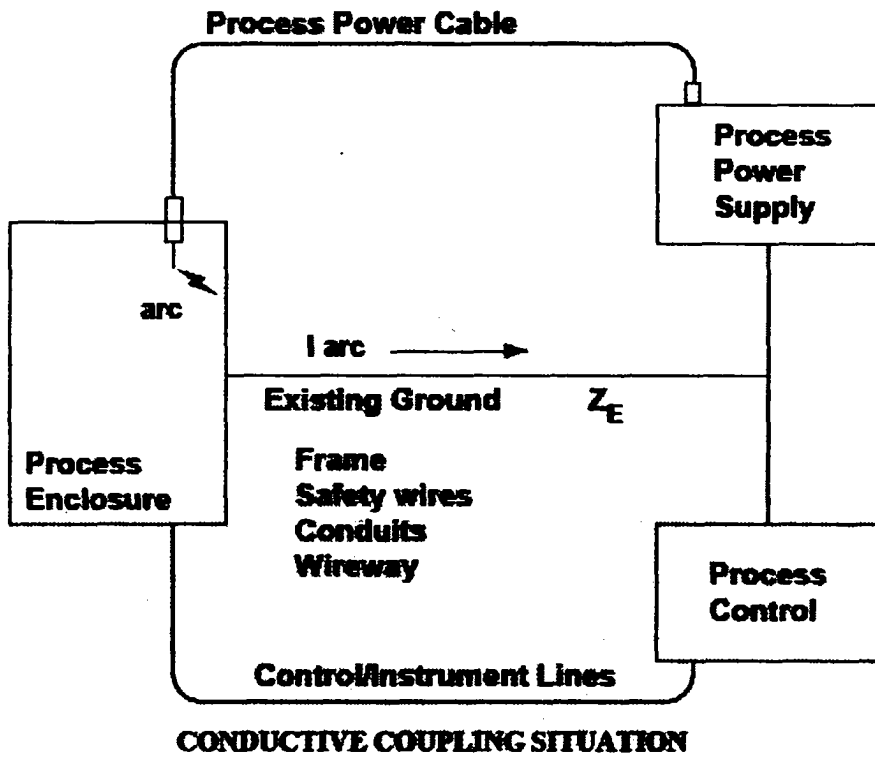 Process Power Cable
Process
Power
Supply
arc
I arc
Existing Ground
Z_E
Process
Enclosure
Frame
Safety wires
Conduits
Wireway
Process
Control
Control/Instrument Lines
CONDUCTIVE COUPLING SITUATION